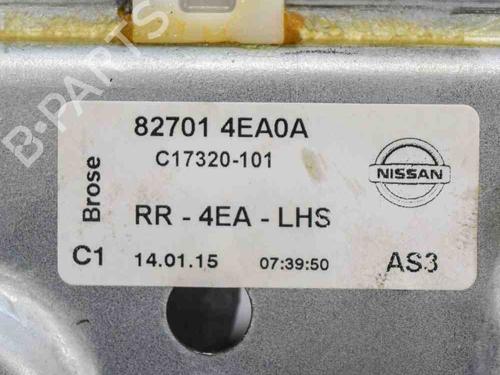 B-PARTS
82701 4EA0A
C17320-101
Brose
NISSAN
RR - 4EA - LHS
C1 14.01.15 07:39:50 AS3